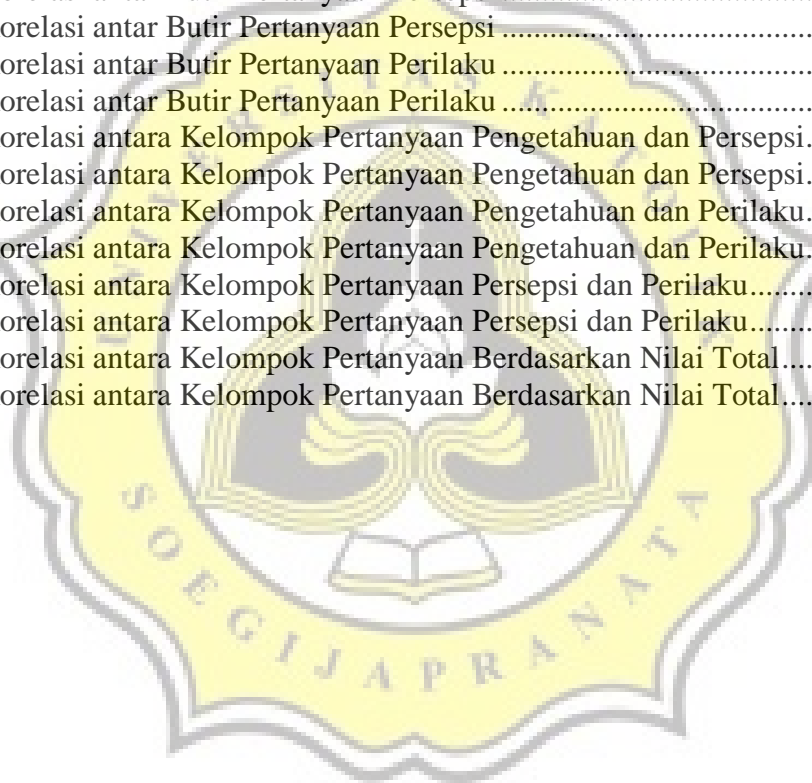 orelasi antar Butir Pertanyaan Persepsi
orelasi antar Butir Pertanyaan Perilaku
orelasi antar Butir Pertanyaan Perilaku
orelasi antara Kelompok Pertanyaan Pengetahuan dan Persepsi
orelasi antara Kelompok Pertanyaan Pengetahuan dan Persepsi
orelasi antara Kelompok Pertanyaan Pengetahuan dan Perilaku
orelasi antara Kelompok Pertanyaan Pengetahuan dan Perilaku
orelasi antara Kelompok Pertanyaan Persepsi dan Perilaku
orelasi antara Kelompok Pertanyaan Persepsi dan Perilaku
orelasi antara Kelompok Pertanyaan Berdasarkan Nilai Total
orelasi antara Kelompok Pertanyaan Berdasarkan Nilai Total
UNIVERSITAS KATOLIK
SOEGIJAPRANATA